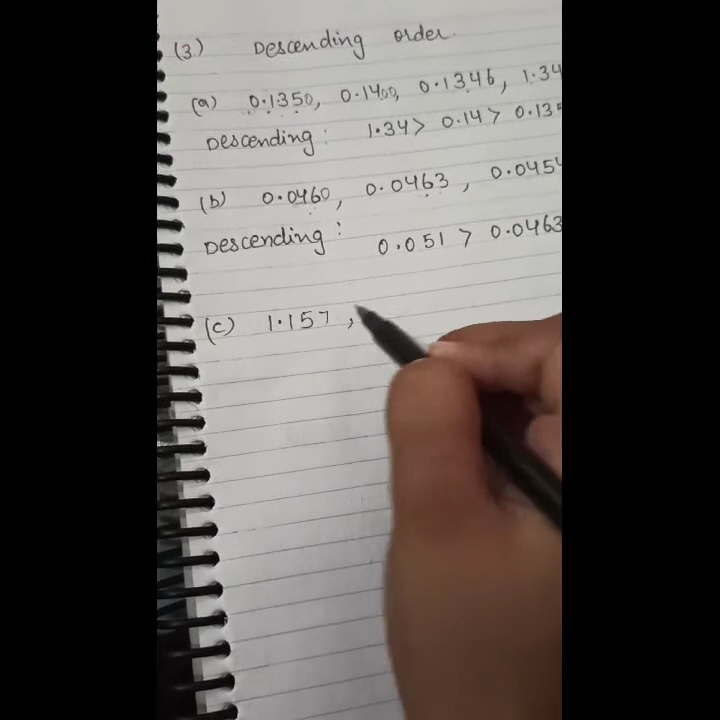 (3.) Descending order.
(a) 0.1350, 0.1400, 0.1346, 1.34
Descending: 1.34 > 0.14 > 0.135
(b) 0.0460, 0.0463, 0.0454
Descending: 0.051 > 0.0463
(c) 1.157,